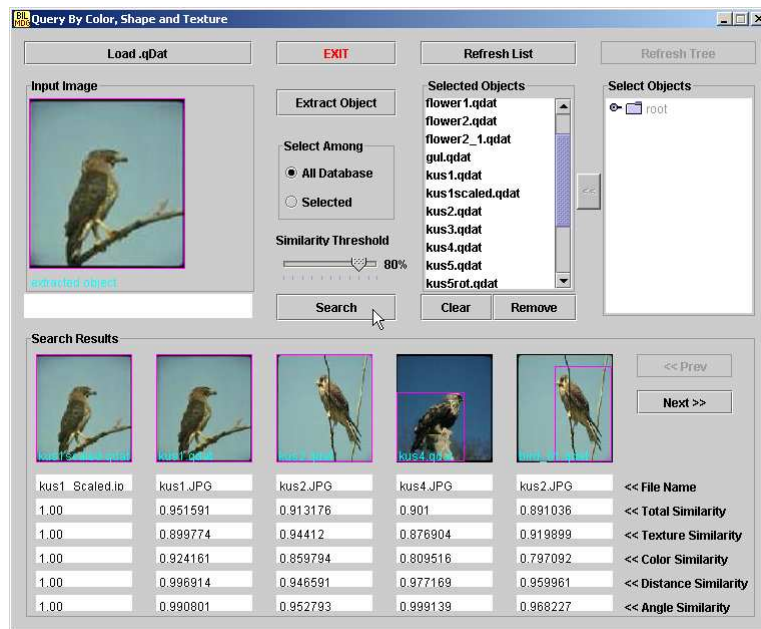 BIL MDG Query By Color, Shape and Texture
Load .qDat
EXIT
Refresh List
Refresh Tree
Input Image
extracted object
Extract Object
Select Among
All Database
Selected
Similarity Threshold
80%
Search
Selected Objects
flower1.qdat
flower2.qdat
flower2_1.qdat
gul.qdat
kus1.qdat
kus1scaled.qdat
kus2.qdat
kus3.qdat
kus4.qdat
kus5.qdat
kus5rot.qdat
Clear
Remove
<<
Select Objects
root
Search Results
kus1scaled.qdat
kus1.qdat
kus2.qdat
kus4.qdat
<< Prev
Next >>
kus1_Scaled.jp kus1.JPG kus2.JPG kus4.JPG kus2.JPG << File Name
1.00 0.951591 0.913176 0.901 0.891036 << Total Similarity
1.00 0.899774 0.94412 0.876904 0.919899 << Texture Similarity
1.00 0.924161 0.859794 0.809516 0.797092 << Color Similarity
1.00 0.996914 0.946591 0.977169 0.959961 << Distance Similarity
1.00 0.990801 0.952793 0.999139 0.968227 << Angle Similarity